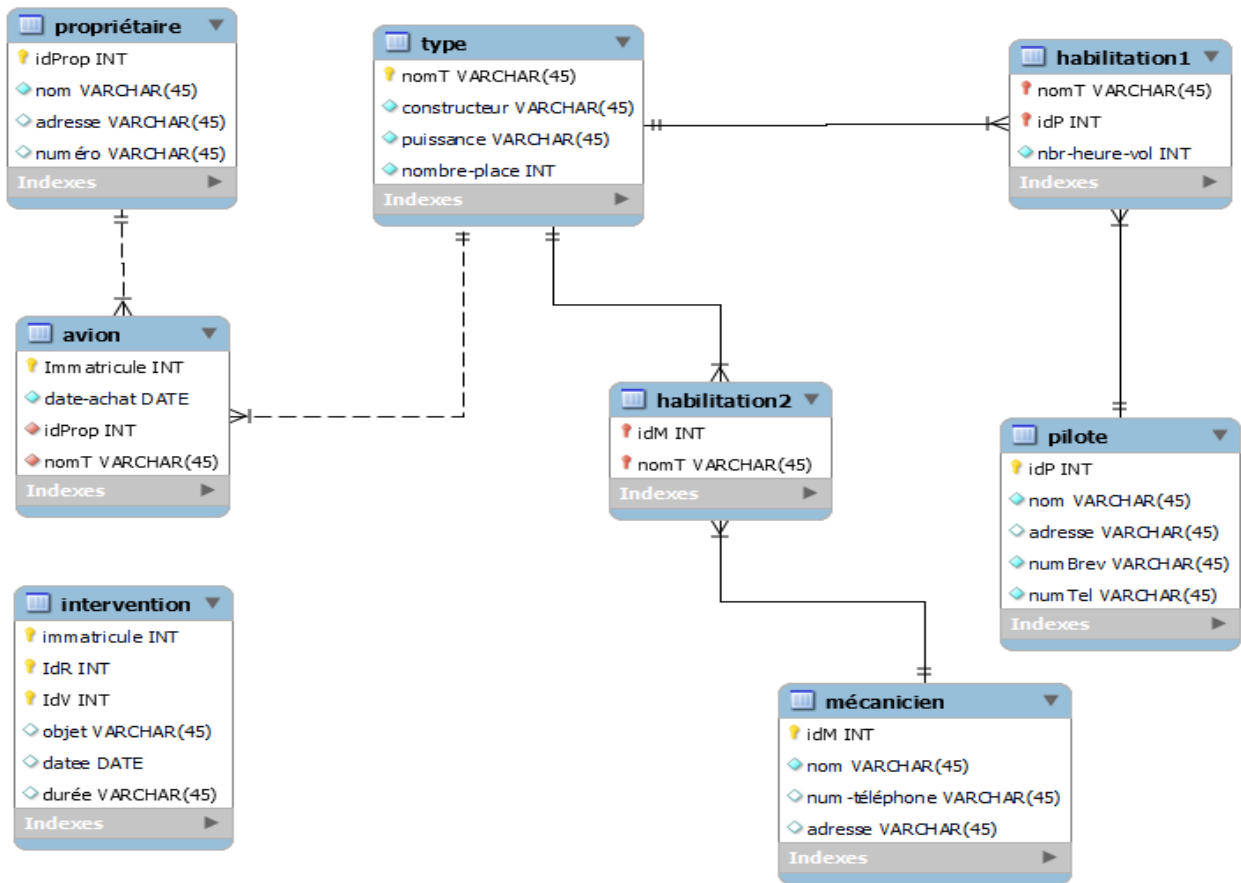 propriétaire
idProp INT
nom VARCHAR(45)
adresse VARCHAR(45)
numéro VARCHAR(45)
Indexes
type
nomT VARCHAR(45)
constructeur VARCHAR(45)
puissance VARCHAR(45)
nombre-place INT
Indexes
habilitation1
nomT VARCHAR(45)
idP INT
nbr-heure-vol INT
Indexes
avion
Immatricule INT
date-achat DATE
idProp INT
nomT VARCHAR(45)
Indexes
habilitation2
idM INT
nomT VARCHAR(45)
Indexes
pilote
idP INT
nom VARCHAR(45)
adresse VARCHAR(45)
numBrev VARCHAR(45)
numTel VARCHAR(45)
Indexes
intervention
immatricule INT
IdR INT
IdV INT
objet VARCHAR(45)
datee DATE
durée VARCHAR(45)
Indexes
mécanicien
idM INT
nom VARCHAR(45)
num-téléphone VARCHAR(45)
adresse VARCHAR(45)
Indexes